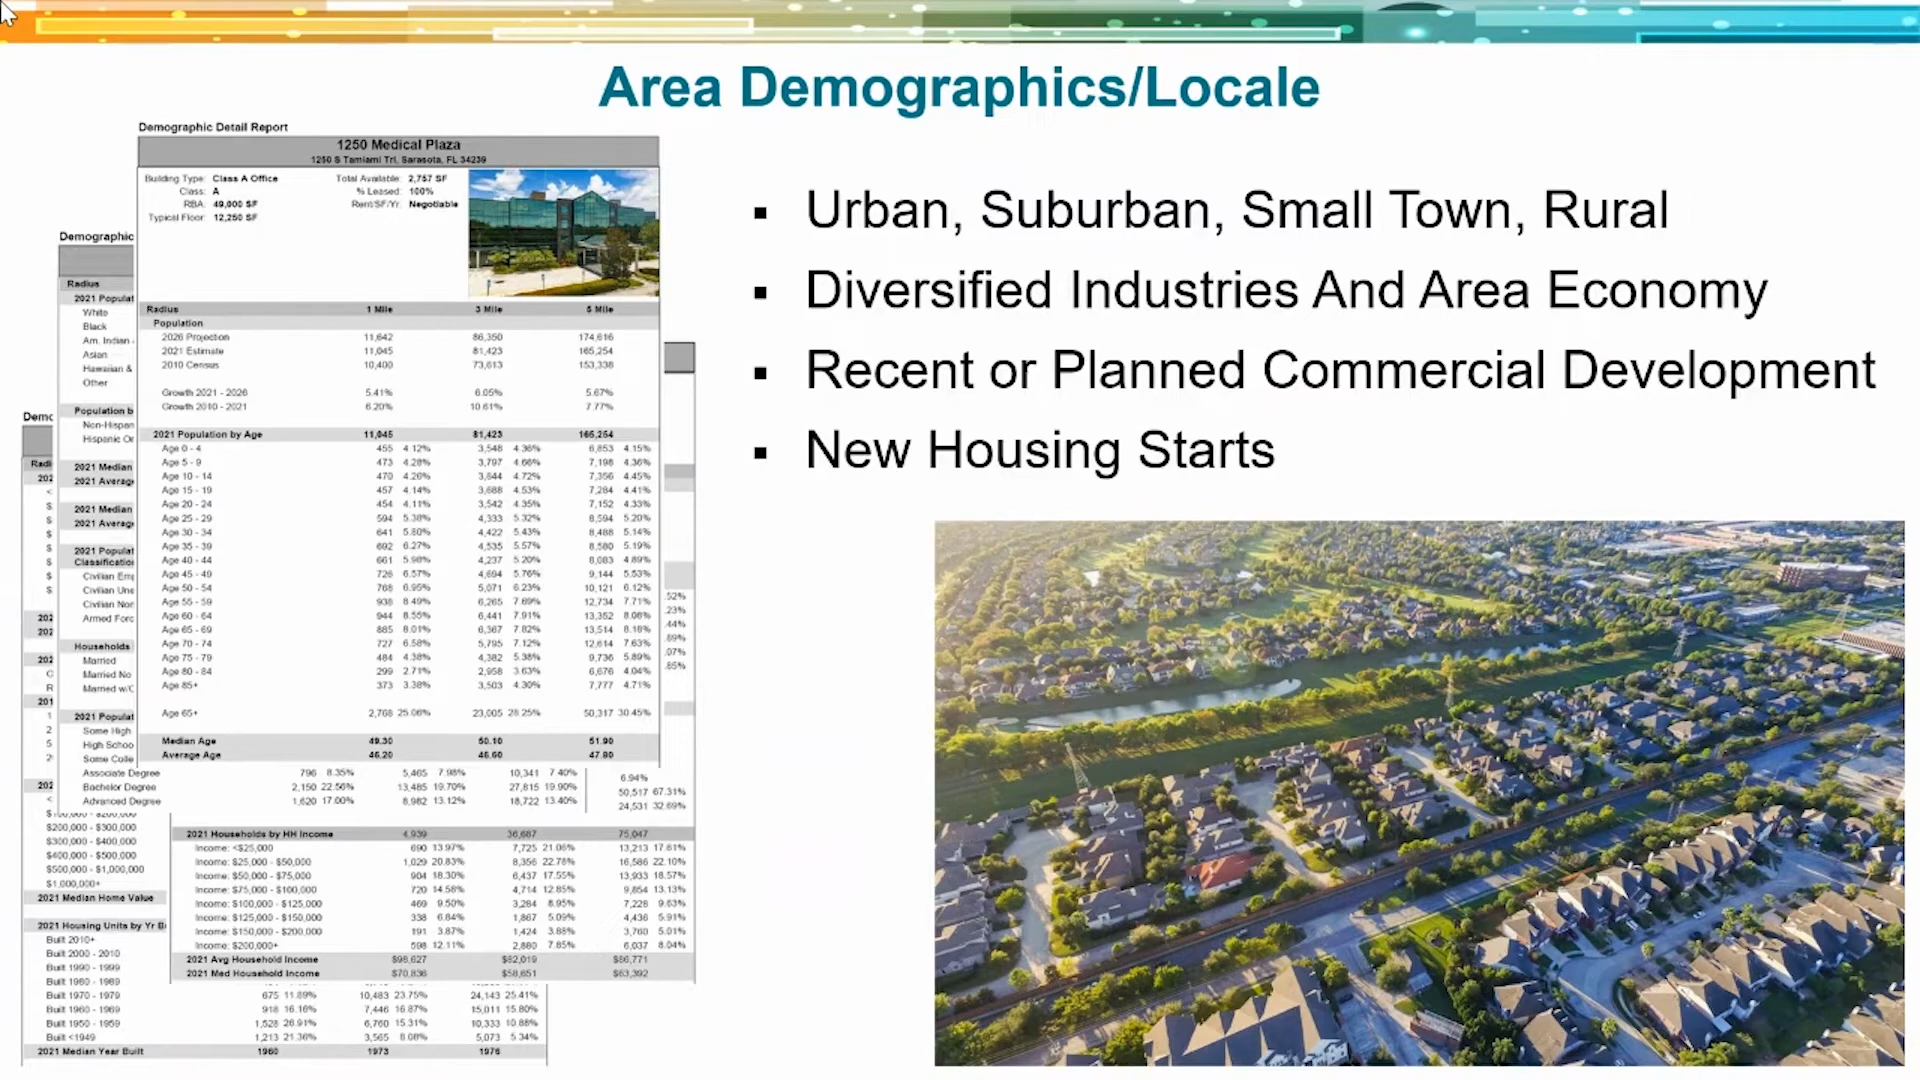 Area Demographics/Locale
Demographic Detail Report
1250 Medical Plaza
1250 S Tamiami Trl, Sarasota, FL 34239
Building Type: Class A Office Total Available: 2,757 SF
Class: A % Leased: 100%
RBA: 49,000 SF Rent/SF/Yr: Negotiable
Typical Floor: 12,250 SF
Radius 1 Mile 3 Mile 5 Mile
Population
2026 Projection 11,642 86,350 174,616
2021 Estimate 11,045 81,423 165,254
2010 Census 10,400 73,613 153,338
Growth 2021 - 2026 5.41% 6.05% 5.67%
Growth 2010 - 2021 6.20% 10.61% 7.77%
2021 Population by Age 11,045 81,423 165,254
Age 0 - 4 455 4.12% 3,548 4.36% 6,853 4.15%
Age 5 - 9 473 4.28% 3,797 4.66% 7,198 4.36%
Age 10 - 14 470 4.26% 3,844 4.72% 7,356 4.45%
Age 15 - 19 457 4.14% 3,688 4.53% 7,284 4.41%
Age 20 - 24 454 4.11% 3,542 4.35% 7,152 4.33%
Age 25 - 29 594 5.38% 4,333 5.32% 8,594 5.20%
Age 30 - 34 641 5.80% 4,422 5.43% 8,488 5.14%
Age 35 - 39 692 6.27% 4,535 5.57% 8,580 5.19%
Age 40 - 44 661 5.98% 4,237 5.20% 8,083 4.89%
Age 45 - 49 726 6.57% 4,694 5.76% 9,144 5.53%
Age 50 - 54 768 6.95% 5,071 6.23% 10,121 6.12%
Age 55 - 59 938 8.49% 6,265 7.69% 12,734 7.71%
Age 60 - 64 944 8.55% 6,441 7.91% 13,352 8.08%
Age 65 - 69 885 8.01% 6,367 7.82% 13,514 8.18%
Age 70 - 74 727 6.58% 5,795 7.12% 12,614 7.63%
Age 75 - 79 484 4.38% 4,382 5.38% 9,736 5.89%
Age 80 - 84 299 2.71% 2,958 3.63% 6,676 4.04%
Age 85+ 373 3.38% 3,503 4.30% 7,777 4.71%
Age 65+ 2,768 25.06% 23,005 28.25% 50,317 30.45%
Median Age 49.30 50.10 51.90
Average Age 46.20 46.60 47.80
Demographic
Radius
2021 Populat
White
Black
Am. Indian
Asian
Hawaiian &
Other
Population b
Non-Hispan
Hispanic Or
2021 Median
2021 Averag
2021 Median
2021 Averag
2021 Populat
Classificatio
Civilian Emp
Civilian Une
Civilian Non
Armed Forc
Households
Married
Married No
Married w/C
2021 Populat
Some High
High Schoo
Some Colle
Associate Degree 796 8.35% 5,465 7.98% 10,341 7.40%
Bachelor Degree 2,150 22.56% 13,485 19.70% 27,815 19.90%
Advanced Degree 1,620 17.00% 8,982 13.12% 18,722 13.40%
.52%
.23%
.44%
.89%
.07%
.85%
6.94%
50,517 67.31%
24,531 32.69%
2021 Households by HH Income 4,939 36,687 75,047
Income: <$25,000 690 13.97% 7,725 21.06% 13,213 17.61%
Income: $25,000 - $50,000 1,029 20.83% 8,356 22.78% 16,586 22.10%
Income: $50,000 - $75,000 904 18.30% 6,437 17.55% 13,933 18.57%
Income: $75,000 - $100,000 720 14.58% 4,714 12.85% 9,854 13.13%
Income: $100,000 - $125,000 469 9.50% 3,284 8.95% 7,228 9.63%
Income: $125,000 - $150,000 338 6.84% 1,867 5.09% 4,436 5.91%
Income: $150,000 - $200,000 191 3.87% 1,424 3.88% 3,760 5.01%
Income: $200,000+ 598 12.11% 2,880 7.85% 6,037 8.04%
2021 Avg Household Income $98,627 $82,019 $86,771
2021 Med Household Income $70,836 $58,651 $63,392
Demo
Radi
202
<
$
$
$
$
$
$
$
$
202
202
202
O
R
201
1
2
5
2
202
<
$200,000 - $300,000
$300,000 - $400,000
$400,000 - $500,000
$500,000 - $1,000,000
$1,000,000+
2021 Median Home Value
2021 Housing Units by Yr B
Built 2010+
Built 2000 - 2010
Built 1990 - 1999
Built 1980 - 1989
Built 1970 - 1979 675 11.89% 10,483 23.75% 24,143 25.41%
Built 1960 - 1969 918 16.16% 7,446 16.87% 15,011 15.80%
Built 1950 - 1959 1,528 26.91% 6,760 15.31% 10,333 10.88%
Built <1949 1,213 21.36% 3,565 8.08% 5,073 5.34%
2021 Median Year Built 1960 1973 1976
▪ Urban, Suburban, Small Town, Rural
▪ Diversified Industries And Area Economy
▪ Recent or Planned Commercial Development
▪ New Housing Starts